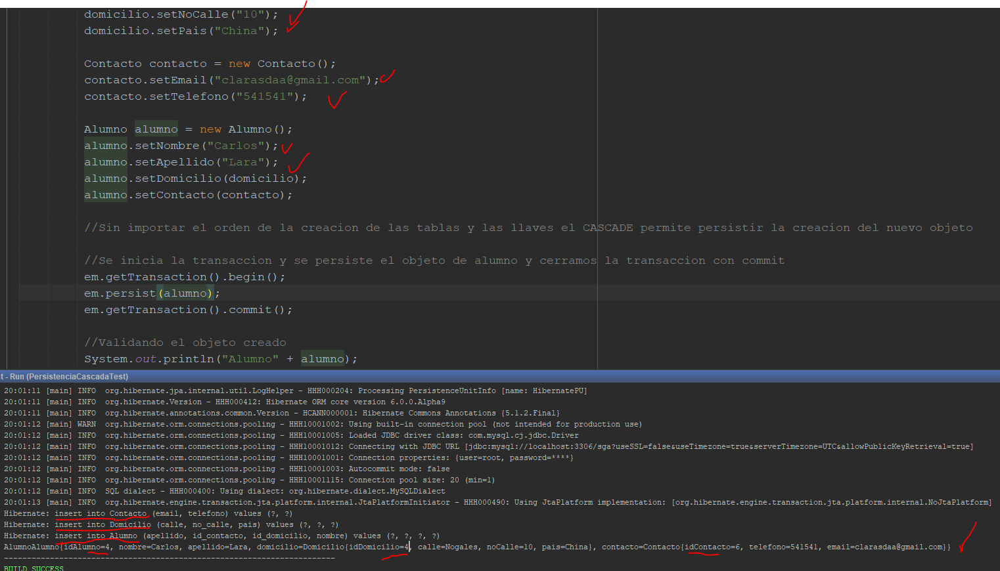 domicilio.setNoCalle("10");
domicilio.setPais("China");
Contacto contacto = new Contacto();
contacto.setEmail("clarasdaa@gmail.com");
contacto.setTelefono("541541");
Alumno alumno = new Alumno();
alumno.setNombre("Carlos");
alumno.setApellido("Lara");
alumno.setDomicilio(domicilio);
alumno.setContacto(contacto);
//Sin importar el orden de la creacion de las tablas y las llaves el CASCADE permite persistir la creacion del nuevo objeto
//Se inicia la transaccion y se persiste el objeto de alumno y cerramos la transaccion con commit
em.getTransaction().begin();
em.persist(alumno);
em.getTransaction().commit();
//Validando el objeto creado
System.out.println("Alumno" + alumno);
t - Run (PersistenciaCascadaTest)
20:01:11 [main] INFO  org.hibernate.jpa.internal.util.LogHelper - HHH000204: Processing PersistenceUnitInfo [name: HibernatePU]
20:01:11 [main] INFO  org.hibernate.Version - HHH000412: Hibernate ORM core version 6.0.0.Alpha9
20:01:11 [main] INFO  org.hibernate.annotations.common.Version - HCANN000001: Hibernate Commons Annotations {5.1.2.Final}
20:01:12 [main] WARN  org.hibernate.orm.connections.pooling - HHH10001002: Using built-in connection pool (not intended for production use)
20:01:12 [main] INFO  org.hibernate.orm.connections.pooling - HHH10001005: Loaded JDBC driver class: com.mysql.cj.jdbc.Driver
20:01:12 [main] INFO  org.hibernate.orm.connections.pooling - HHH10001012: Connecting with JDBC URL [jdbc:mysql://localhost:3306/sga?useSSL=false&useTimezone=true&serverTimezone=UTC&allowPublicKeyRetrieval=true]
20:01:12 [main] INFO  org.hibernate.orm.connections.pooling - HHH10001001: Connection properties: {user=root, password=****}
20:01:12 [main] INFO  org.hibernate.orm.connections.pooling - HHH10001003: Autocommit mode: false
20:01:12 [main] INFO  org.hibernate.orm.connections.pooling - HHH10001115: Connection pool size: 20 (min=1)
20:01:12 [main] INFO  SQL dialect - HHH000400: Using dialect: org.hibernate.dialect.MySQLDialect
20:01:13 [main] INFO  org.hibernate.engine.transaction.jta.platform.internal.JtaPlatformInitiator - HHH000490: Using JtaPlatform implementation: [org.hibernate.engine.transaction.jta.platform.internal.NoJtaPlatform]
Hibernate: insert into Contacto (email, telefono) values (?, ?)
Hibernate: insert into Domicilio (calle, no_calle, pais) values (?, ?, ?)
Hibernate: insert into Alumno (apellido, id_contacto, id_domicilio, nombre) values (?, ?, ?, ?)
AlumnoAlumno{idAlumno=4, nombre=Carlos, apellido=Lara, domicilio=Domicilio{idDomicilio=4, calle=Nogales, noCalle=10, pais=China}, contacto=Contacto{idContacto=6, telefono=541541, email=clarasdaa@gmail.com}}
------------------------------------------------------------------------
BUILD SUCCESS